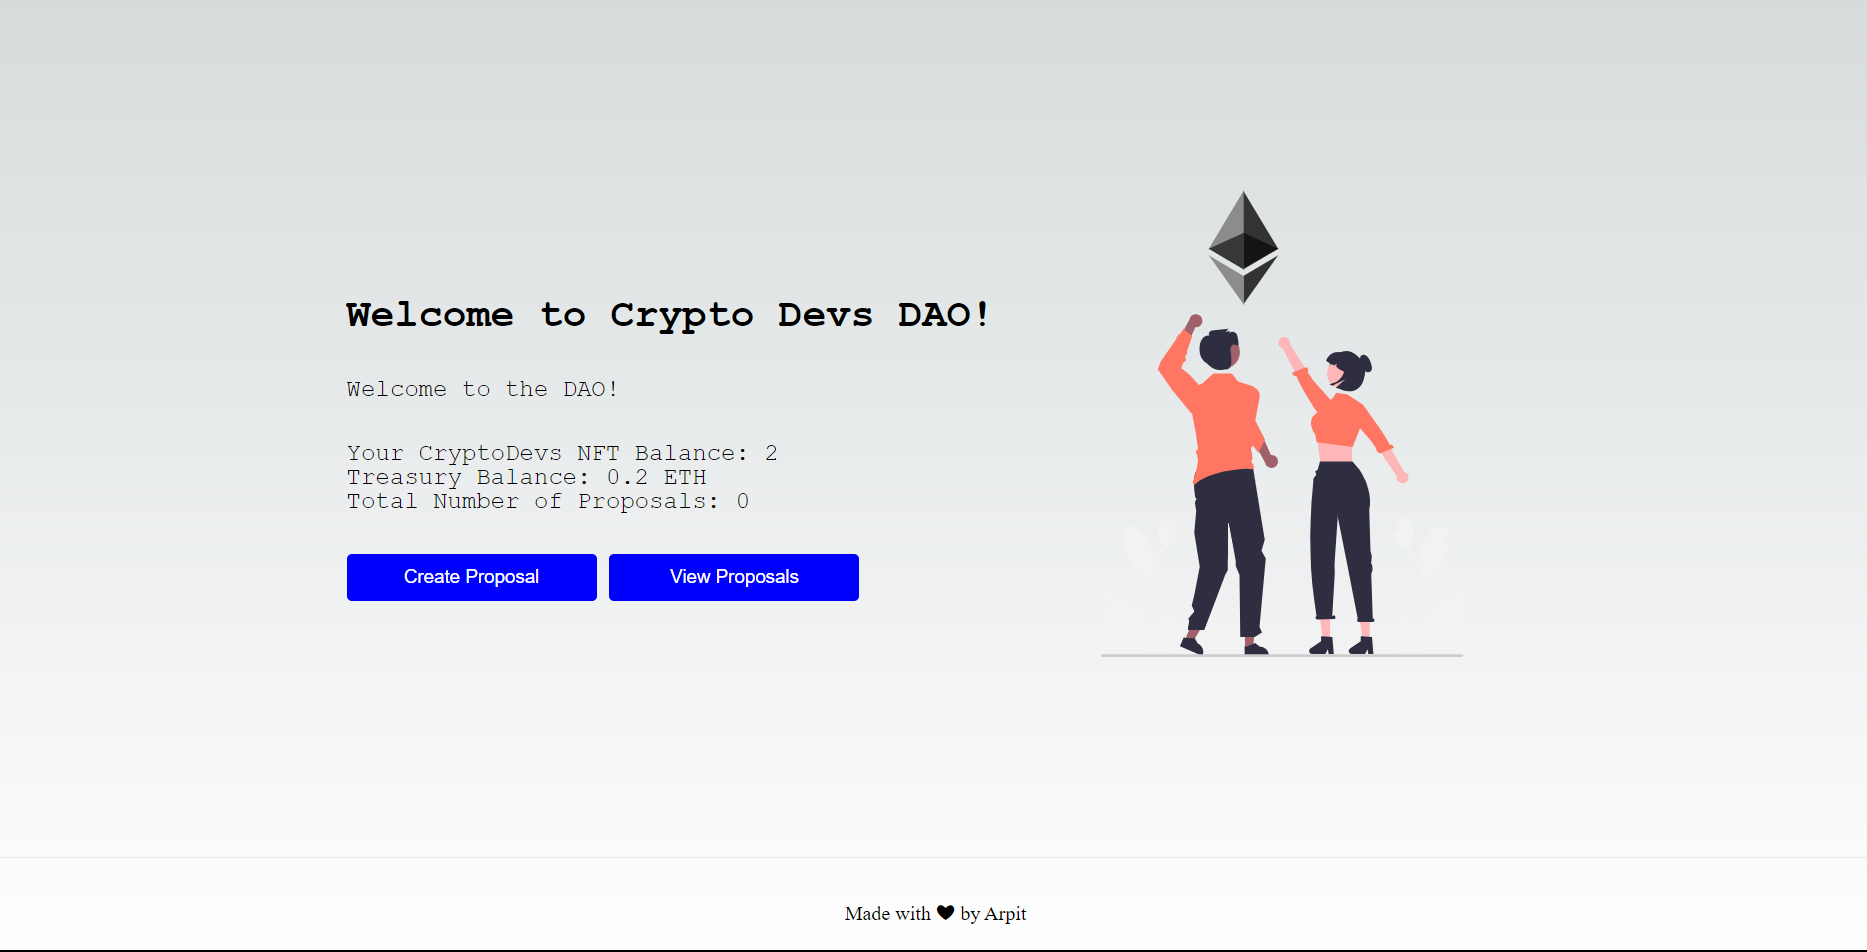 Welcome to Crypto Devs DAO!
Welcome to the DAO!
Your CryptoDevs NFT Balance: 2
Treasury Balance: 0.2 ETH
Total Number of Proposals: 0
Create Proposal
View Proposals
Made with ❤ by Arpit